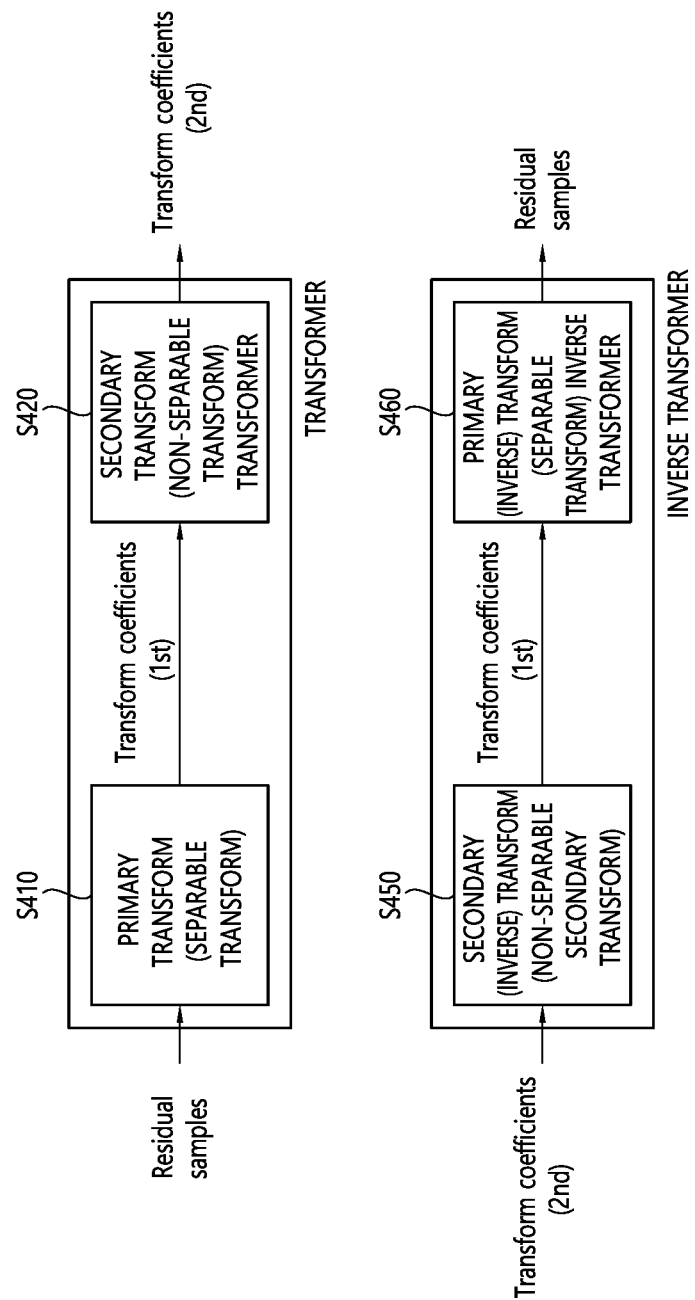 Residual
samples
S410
PRIMARY
TRANSFORM
(SEPARABLE
TRANSFORM)
Transform coefficients
(1st)
S420
SECONDARY
TRANSFORM
(NON-SEPARABLE
TRANSFORM)
TRANSFORMER
TRANSFORMER
Transform coefficients
(2nd)
Transform coefficients
(2nd)
S450
SECONDARY
(INVERSE) TRANSFORM
(NON-SEPARABLE
SECONDARY
TRANSFORM)
Transform coefficients
(1st)
S460
PRIMARY
(INVERSE) TRANSFORM
(SEPARABLE
TRANSFORM) INVERSE
TRANSFORMER
INVERSE TRANSFORMER
Residual
samples